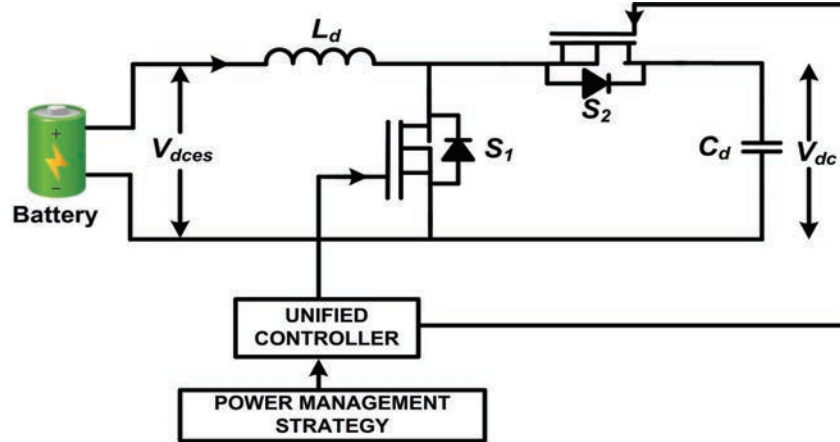 L_d
S_2
+
V_dces
S_1
C_d
V_dc
−
Battery
UNIFIED
CONTROLLER
POWER MANAGEMENT
STRATEGY